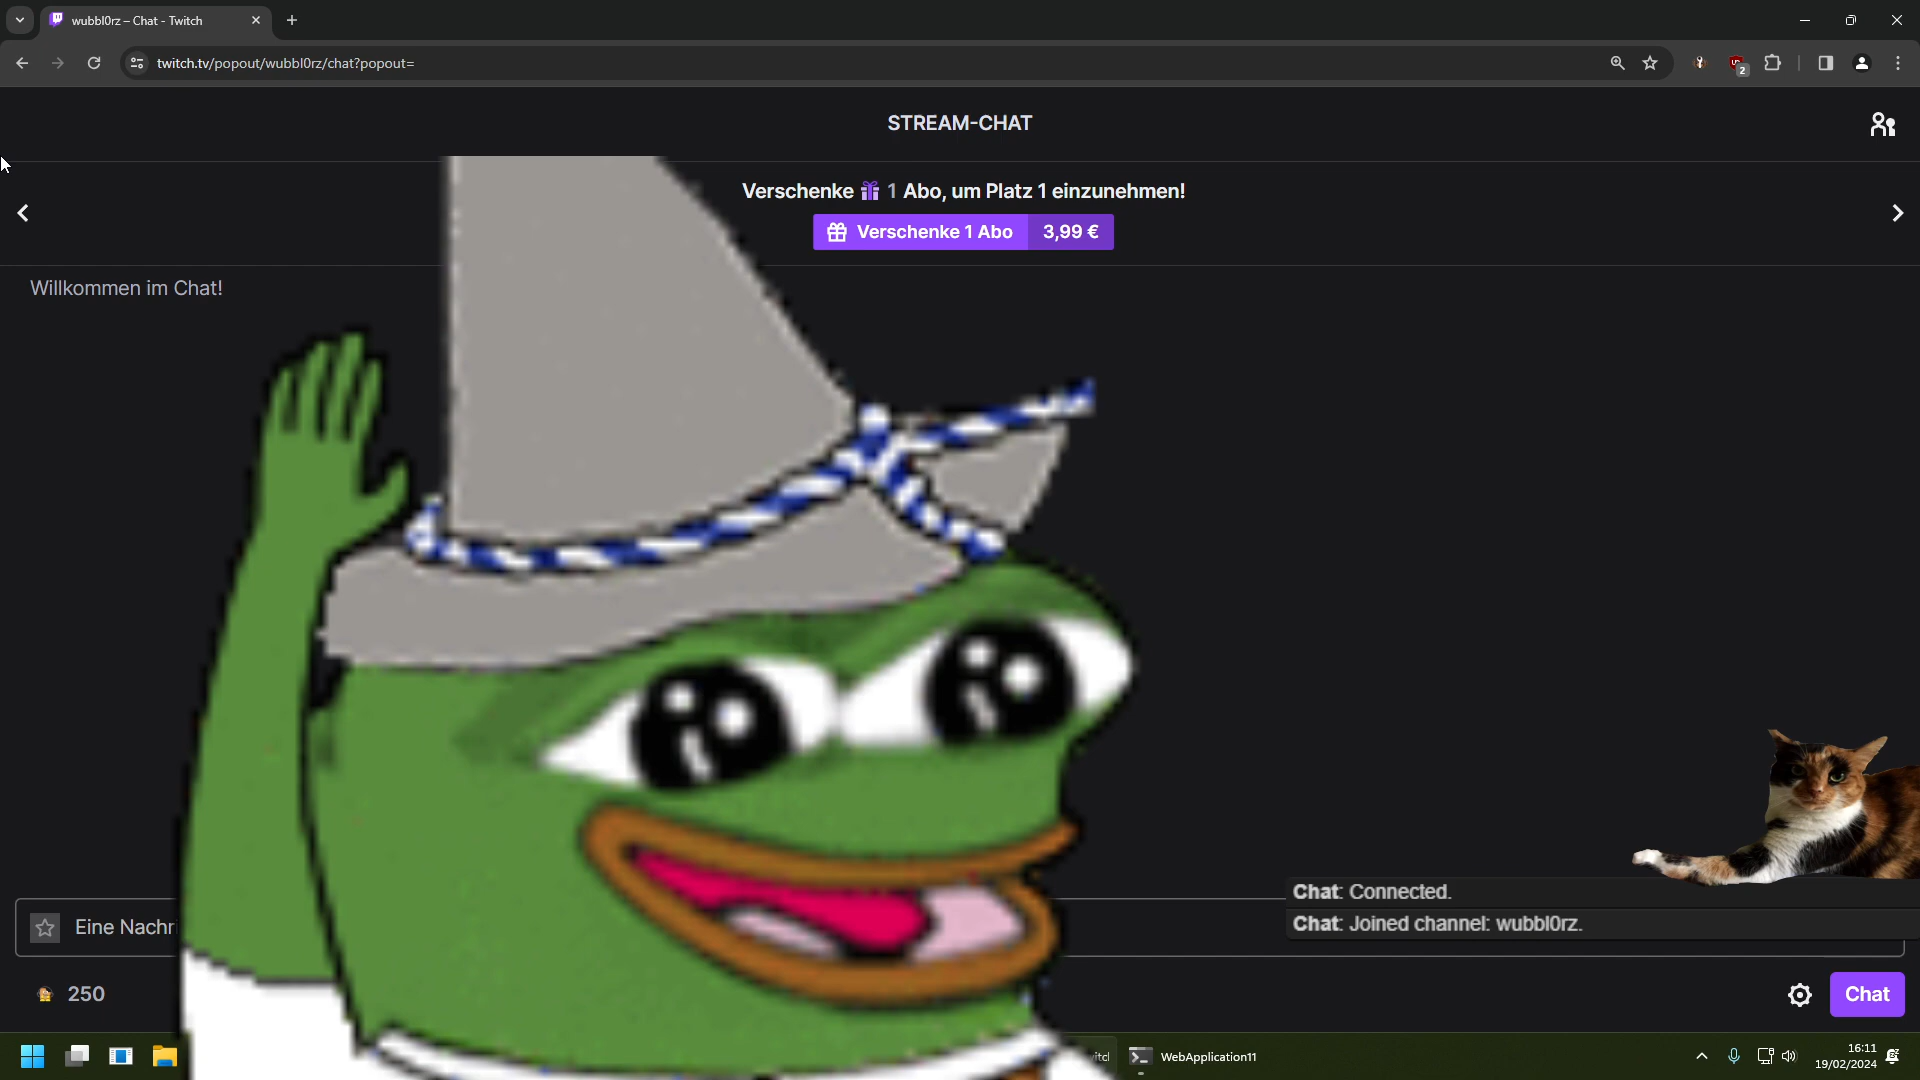 wubbl0rz – Chat - Twitch
twitch.tv/popout/wubbl0rz/chat?popout=
2
STREAM-CHAT
Verschenke 1 Abo, um Platz 1 einzunehmen!
Verschenke 1 Abo 3,99 €
Willkommen im Chat!
Chat: Connected.
Chat: Joined channel: wubbl0rz.
Eine Nachri
250
Chat
WebApplication11
16:11
19/02/2024